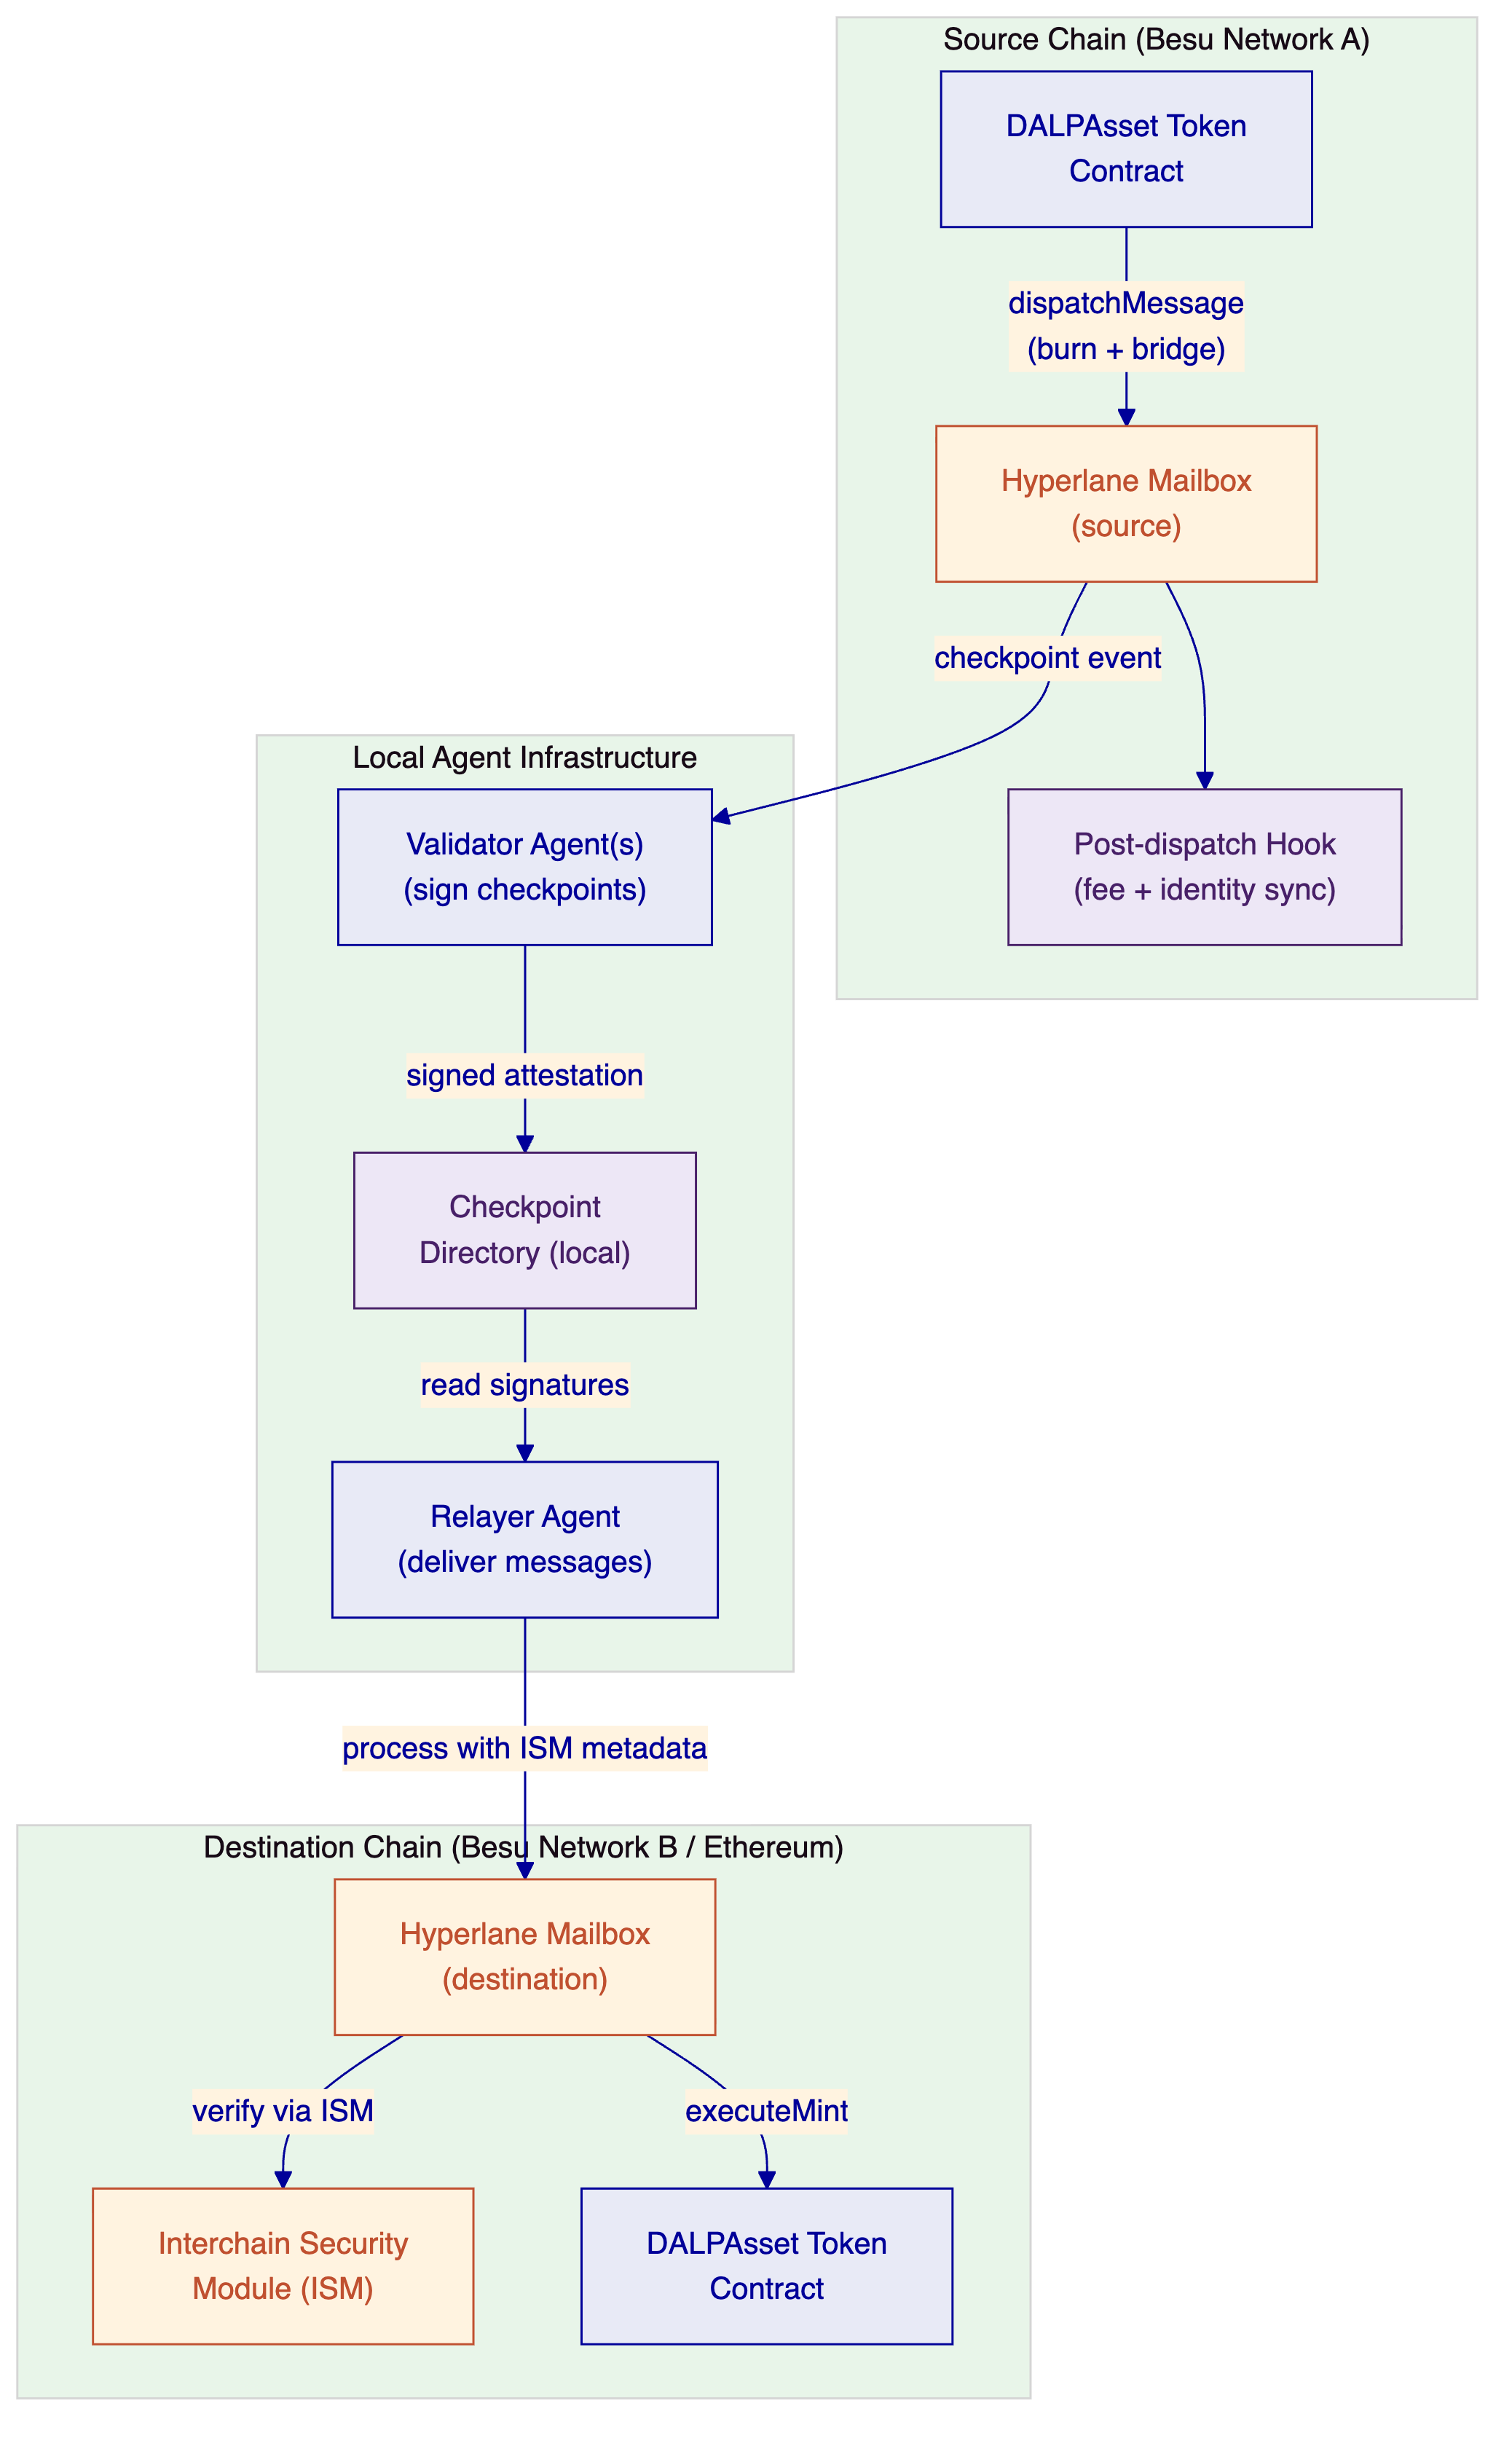 Source Chain (Besu Network A)
DALPAsset Token
Contract
dispatchMessage
(burn + bridge)
Hyperlane Mailbox
(source)
checkpoint event
Local Agent Infrastructure
Validator Agent(s)
(sign checkpoints)
Post-dispatch Hook
(fee + identity sync)
signed attestation
Checkpoint
Directory (local)
read signatures
Relayer Agent
(deliver messages)
process with ISM metadata
Destination Chain (Besu Network B / Ethereum)
Hyperlane Mailbox
(destination)
verify via ISM
executeMint
Interchain Security
Module (ISM)
DALPAsset Token
Contract